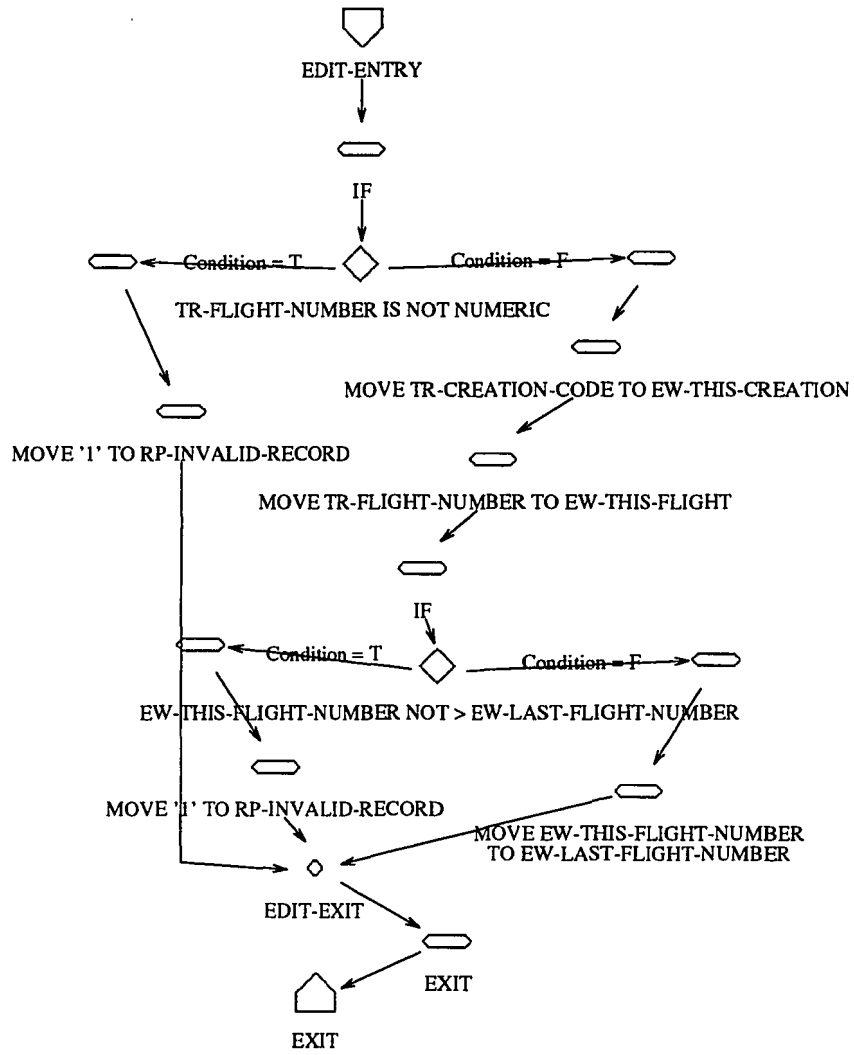 EDIT-ENTRY
IF
Condition = T
Condition = F
TR-FLIGHT-NUMBER IS NOT NUMERIC
MOVE TR-CREATION-CODE TO EW-THIS-CREATION
MOVE '1' TO RP-INVALID-RECORD
MOVE TR-FLIGHT-NUMBER TO EW-THIS-FLIGHT
IF
Condition = T
Condition = F
EW-THIS-FLIGHT-NUMBER NOT > EW-LAST-FLIGHT-NUMBER
MOVE '1' TO RP-INVALID-RECORD
MOVE EW-THIS-FLIGHT-NUMBER
TO EW-LAST-FLIGHT-NUMBER
EDIT-EXIT
EXIT
EXIT